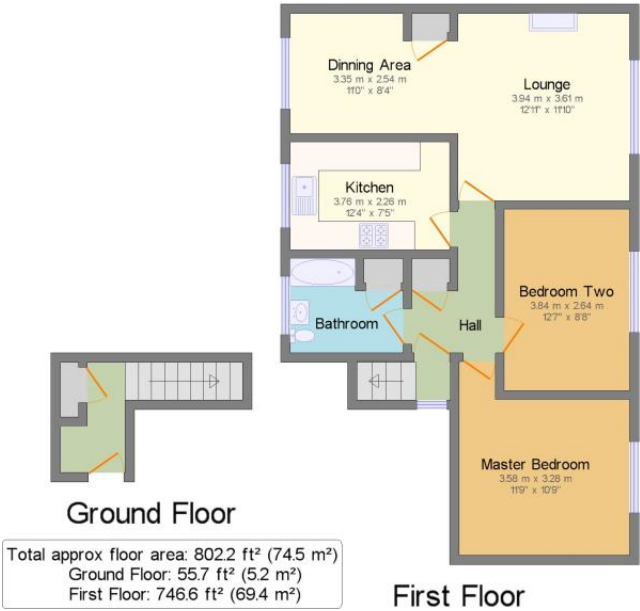 Dinning Area
3.35 m x 2.54 m
11'0" x 8'4"
Lounge
3.94 m x 3.61 m
12'11" x 11'10"
Kitchen
3.76 m x 2.26 m
12'4" x 7'5"
Bedroom Two
3.84 m x 2.64 m
12'7" x 8'8"
Bathroom
Hall
Master Bedroom
3.58 m x 3.28 m
11'9" x 10'9"
Ground Floor
Total approx floor area: 802.2 ft² (74.5 m²)
Ground Floor: 55.7 ft² (5.2 m²)
First Floor: 746.6 ft² (69.4 m²)
First Floor